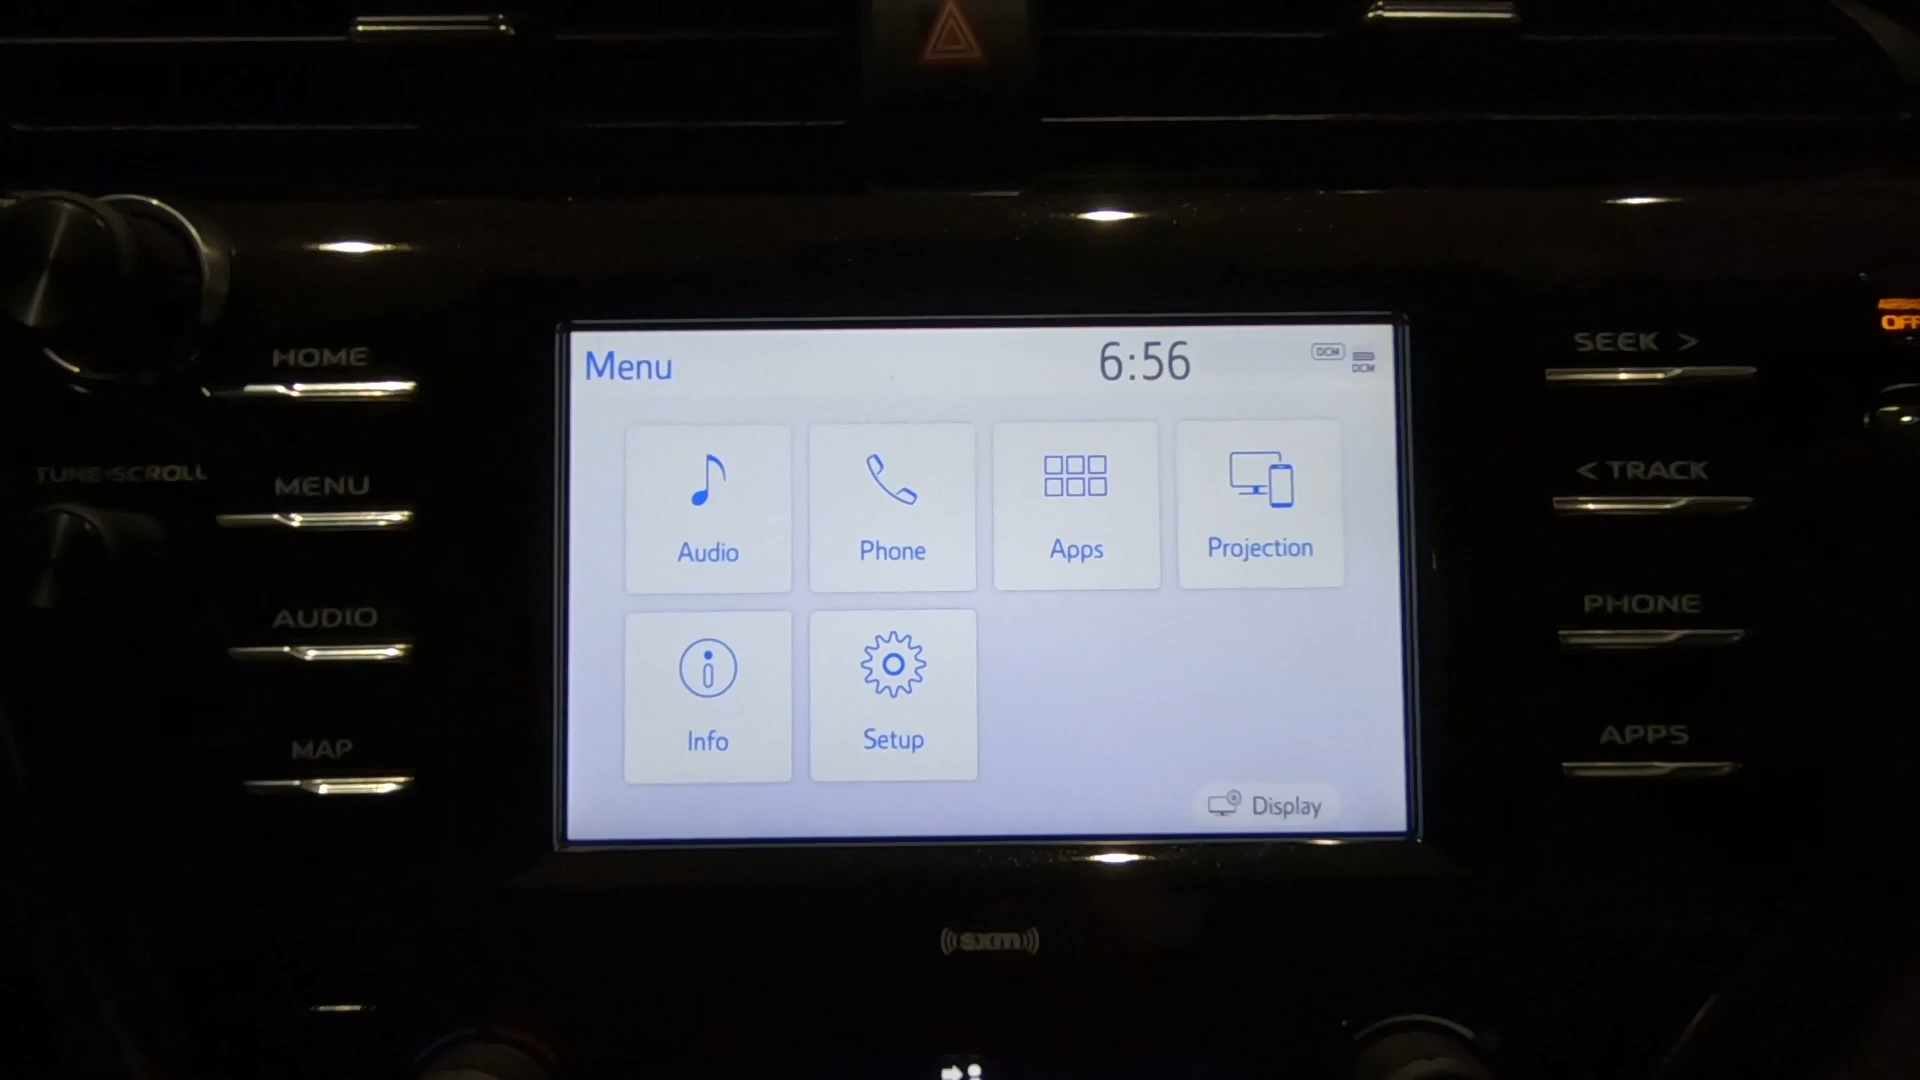 HOME
MENU
AUDIO
MAP
TUNE•SCROLL
Menu
6:56
DCM
DCM
Audio
Phone
Apps
Projection
Info
Setup
Display
SEEK >
< TRACK
PHONE
APPS
OFF
((sxm))